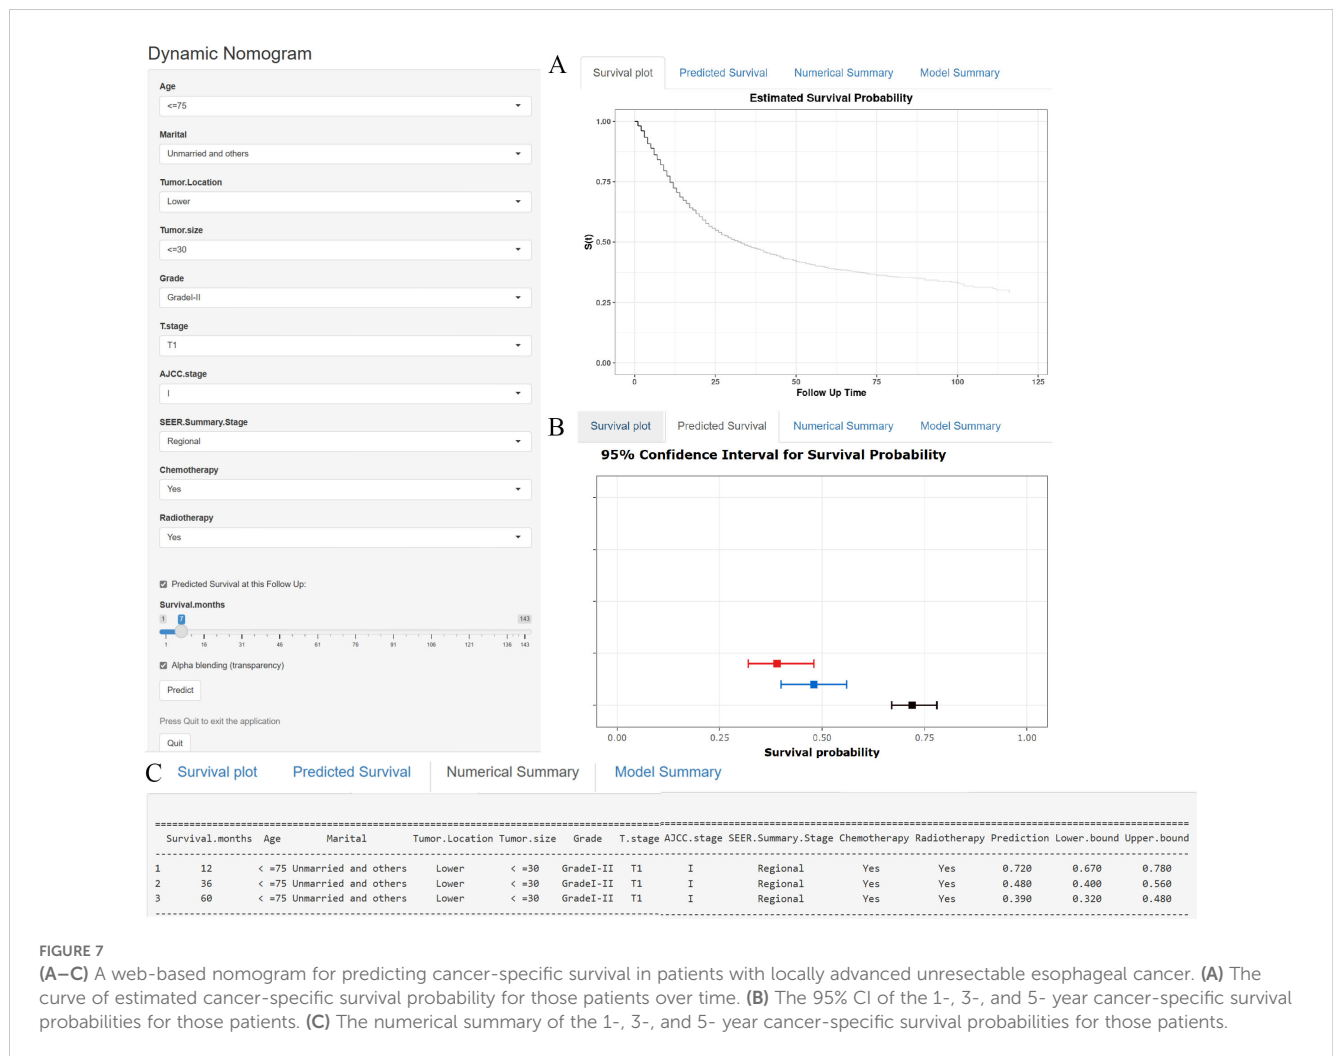 Dynamic Nomogram
Age
<=75
Marital
Unmarried and others
Tumor.Location
Lower
Tumor.size
<=30
Grade
GradeI-II
T.stage
T1
AJCC.stage
I
SEER.Summary.Stage
Regional
Chemotherapy
Yes
Radiotherapy
Yes
Predicted Survival at this Follow Up:
Survival.months
1 7 143
1 16 31 46 61 76 91 106 121 136 143
Alpha blending (transparency)
Predict
Press Quit to exit the application
Quit
A
Survival plot Predicted Survival Numerical Summary Model Summary
Estimated Survival Probability
1.00
0.75
0.50
0.25
0.00
S(t)
0 25 50 75 100 125
Follow Up Time
B
Survival plot Predicted Survival Numerical Summary Model Summary
95% Confidence Interval for Survival Probability
0.00 0.25 0.50 0.75 1.00
Survival probability
C
Survival plot Predicted Survival Numerical Summary Model Summary
Survival.months Age Marital Tumor.Location Tumor.size Grade T.stage AJCC.stage SEER.Summary.Stage Chemotherapy Radiotherapy Prediction Lower.bound Upper.bound
1 12 < =75 Unmarried and others Lower < =30 GradeI-II T1 I Regional Yes Yes 0.720 0.670 0.780
2 36 < =75 Unmarried and others Lower < =30 GradeI-II T1 I Regional Yes Yes 0.480 0.400 0.560
3 60 < =75 Unmarried and others Lower < =30 GradeI-II T1 I Regional Yes Yes 0.390 0.320 0.480
FIGURE 7
(A–C) A web-based nomogram for predicting cancer-specific survival in patients with locally advanced unresectable esophageal cancer. (A) The
curve of estimated cancer-specific survival probability for those patients over time. (B) The 95% CI of the 1-, 3-, and 5- year cancer-specific survival
probabilities for those patients. (C) The numerical summary of the 1-, 3-, and 5- year cancer-specific survival probabilities for those patients.